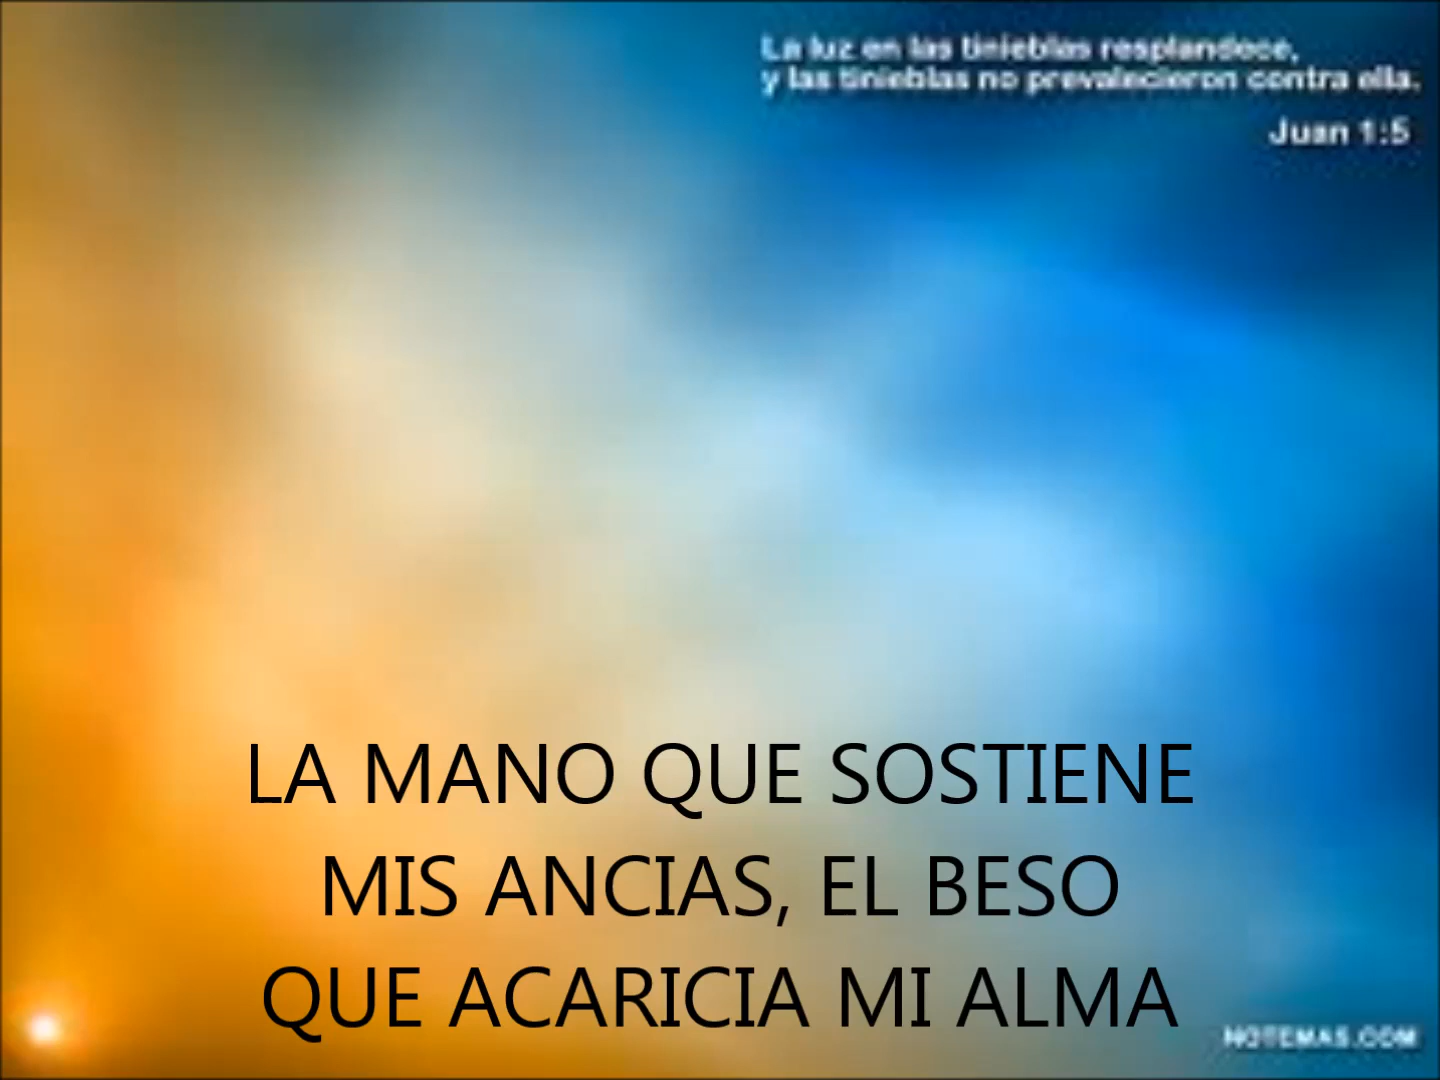 La luz en las tinieblas resplandece,
y las tinieblas no prevalecieron contra ella.
Juan 1:5
LA MANO QUE SOSTIENE
MIS ANCIAS, EL BESO
QUE ACARICIA MI ALMA
NOTEMAS.COM